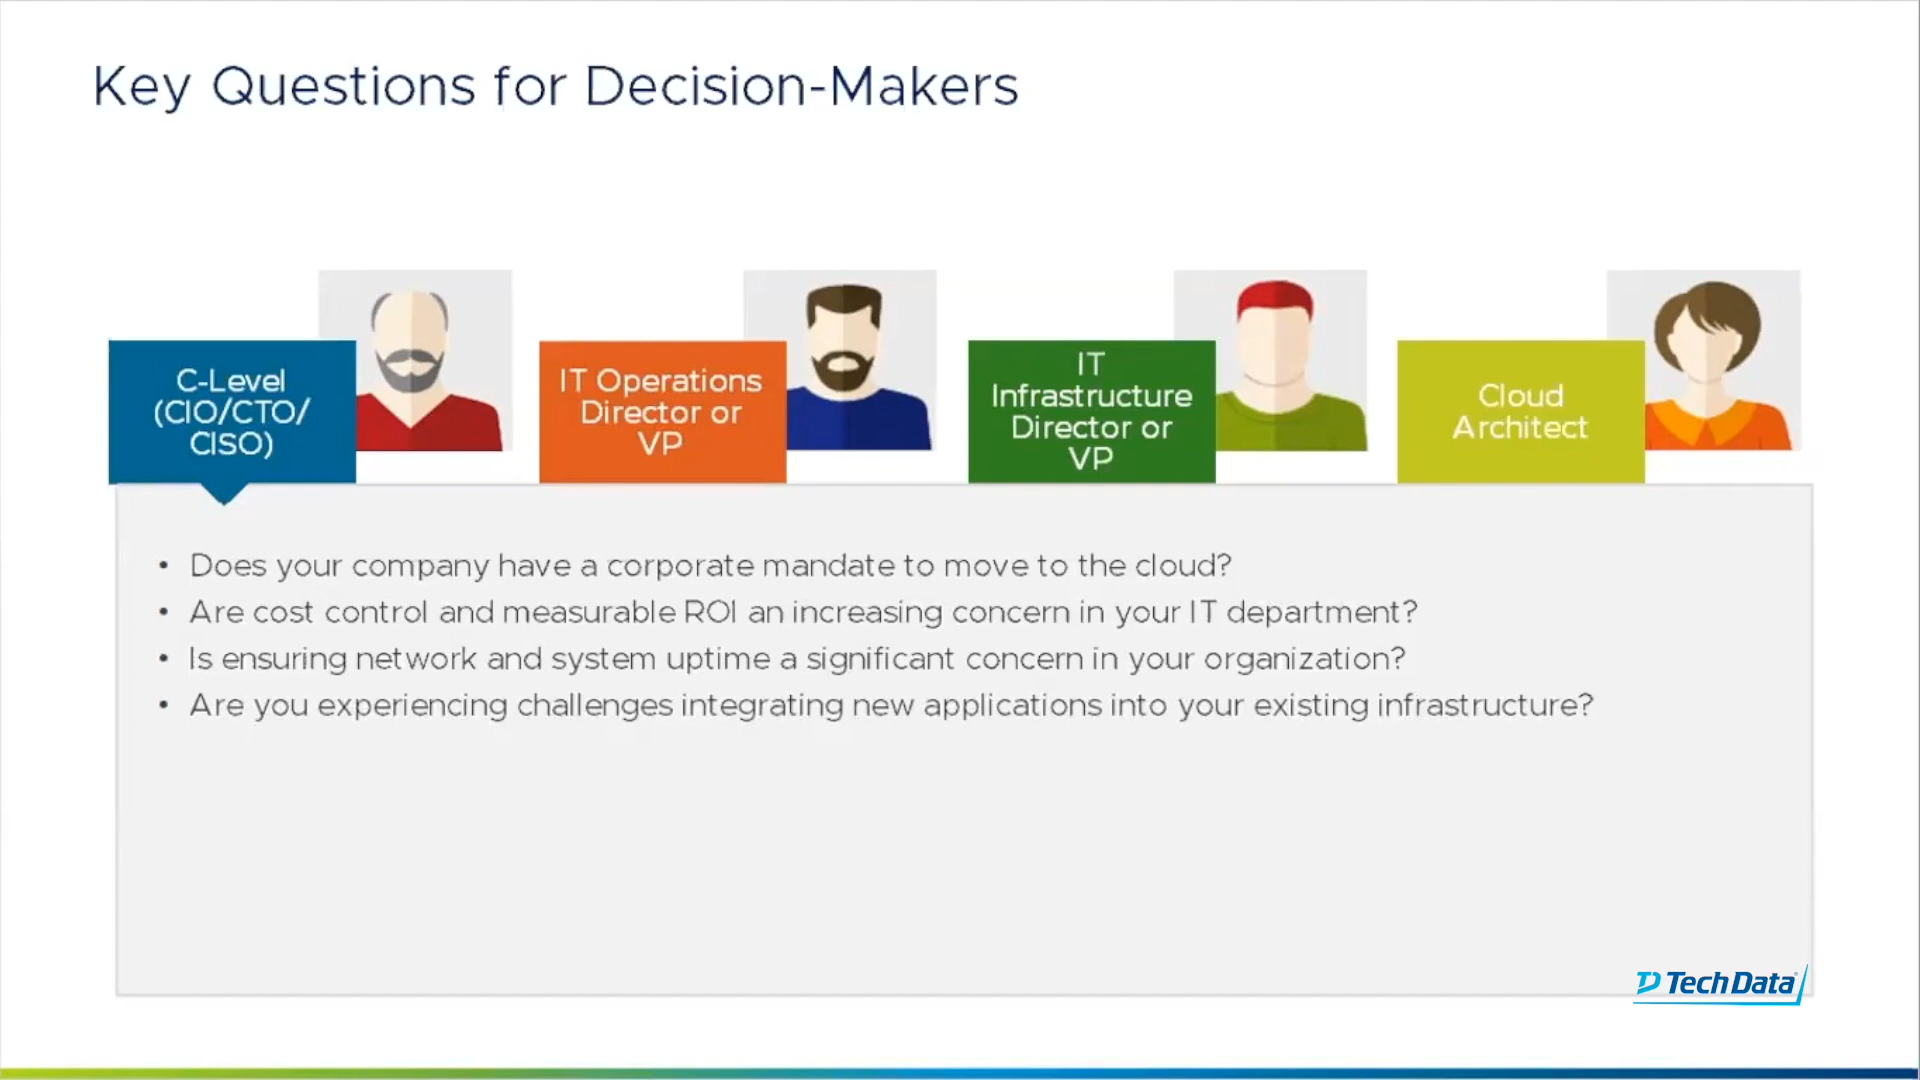 Key Questions for Decision-Makers
C-Level
(CIO/CTO/
CISO)
IT Operations
Director or
VP
IT
Infrastructure
Director or
VP
Cloud
Architect
• Does your company have a corporate mandate to move to the cloud?
• Are cost control and measurable ROI an increasing concern in your IT department?
• Is ensuring network and system uptime a significant concern in your organization?
• Are you experiencing challenges integrating new applications into your existing infrastructure?
TD Tech Data